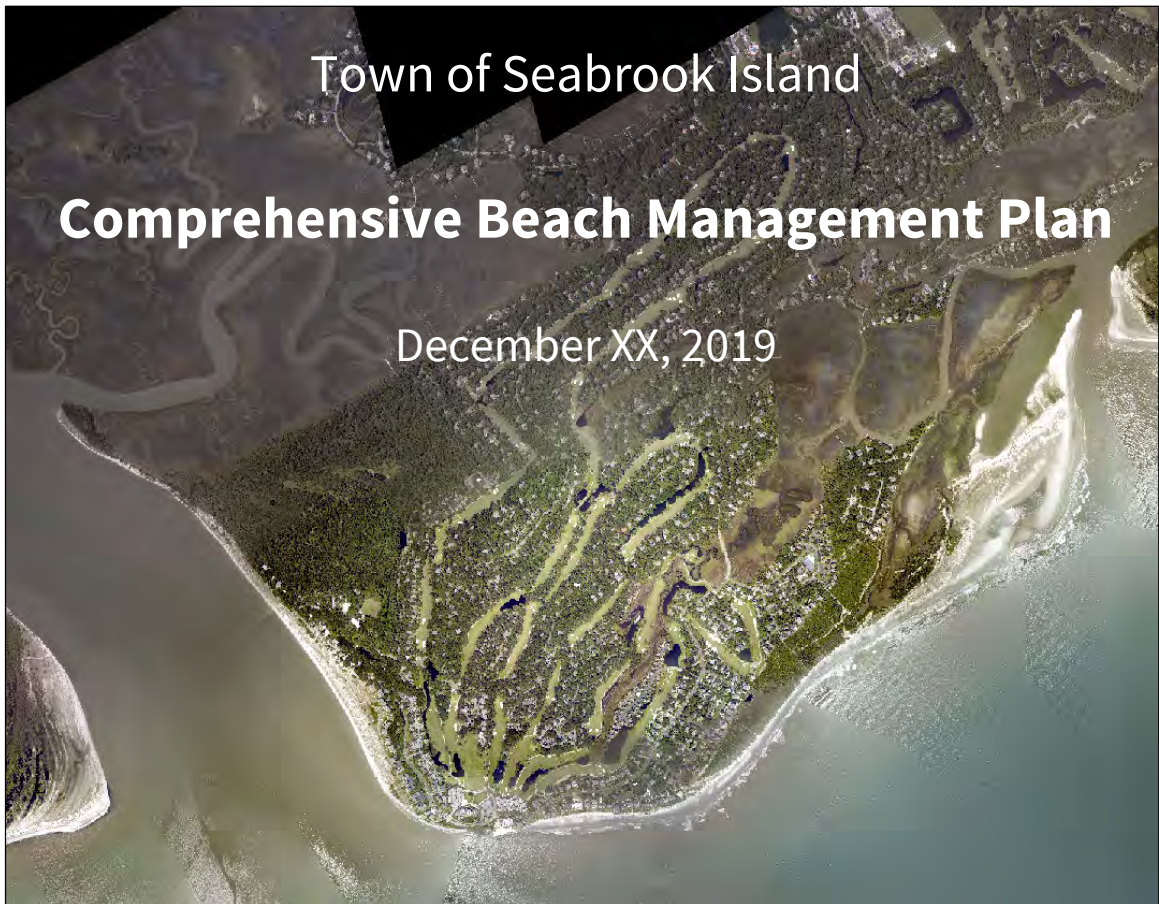 Town of Seabrook Island
Comprehensive Beach Management Plan
December XX, 2019